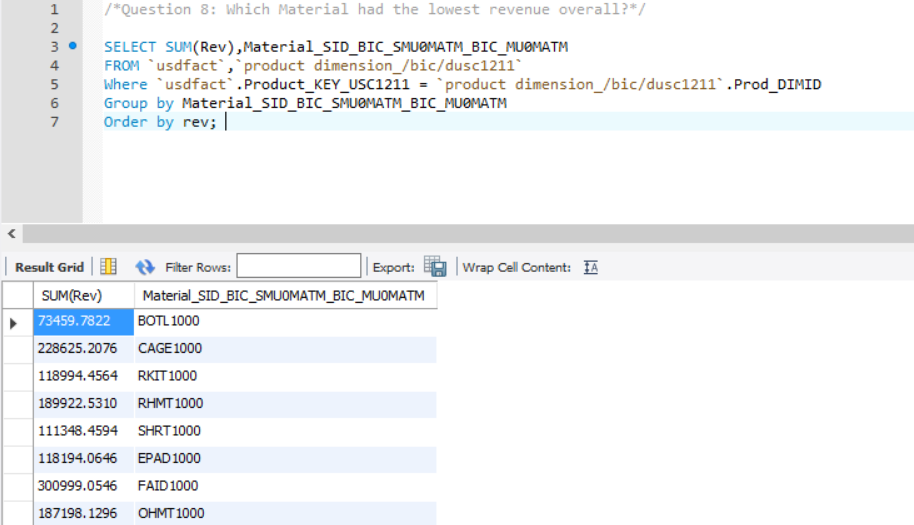 1 /*Question 8: Which Material had the lowest revenue overall?*/
2
3 SELECT SUM(Rev),Material_SID_BIC_SMU0MATM_BIC_MU0MATM
4 FROM `usdfact`,`product dimension_/bic/dusc1211`
5 Where `usdfact`.Product_KEY_USC1211 = `product dimension_/bic/dusc1211`.Prod_DIMID
6 Group by Material_SID_BIC_SMU0MATM_BIC_MU0MATM
7 Order by rev;
Result Grid Filter Rows: Export: Wrap Cell Content: IA
SUM(Rev) Material_SID_BIC_SMU0MATM_BIC_MU0MATM
73459.7822 BOTL1000
228625.2076 CAGE1000
118994.4564 RKIT1000
189922.5310 RHMT1000
111348.4594 SHRT1000
118194.0646 EPAD1000
300999.0546 FAID1000
187198.1296 OHMT1000